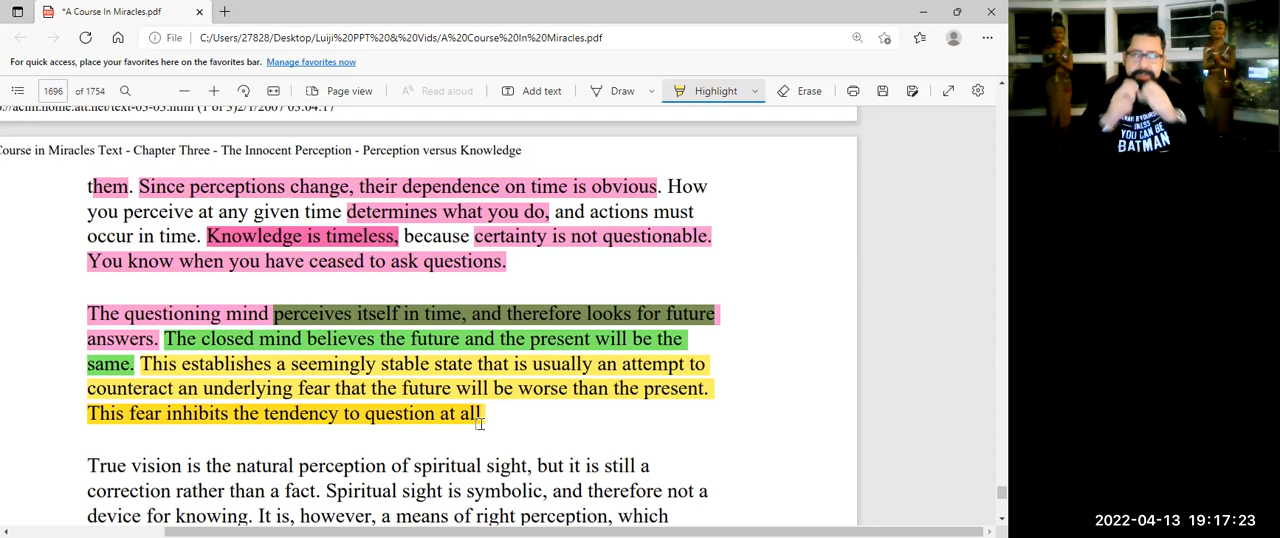 *A Course In Miracles.pdf
File C:/Users/27828/Desktop/Luiji%20PPT%20&%20Vids/A%20Course%20In%20Miracles.pdf
For quick access, place your favorites here on the favorites bar. Manage favorites now
1696 of 1754 Page view Read aloud Add text Draw Highlight Erase
Course in Miracles Text - Chapter Three - The Innocent Perception - Perception versus Knowledge
them. Since perceptions change, their dependence on time is obvious. How
you perceive at any given time determines what you do, and actions must
occur in time. Knowledge is timeless, because certainty is not questionable.
You know when you have ceased to ask questions.
The questioning mind perceives itself in time, and therefore looks for future
answers. The closed mind believes the future and the present will be the
same. This establishes a seemingly stable state that is usually an attempt to
counteract an underlying fear that the future will be worse than the present.
This fear inhibits the tendency to question at all
True vision is the natural perception of spiritual sight, but it is still a
correction rather than a fact. Spiritual sight is symbolic, and therefore not a
device for knowing. It is, however, a means of right perception, which
UNLESS
YOU CAN BE
BATMAN
2022-04-13 19:17:23